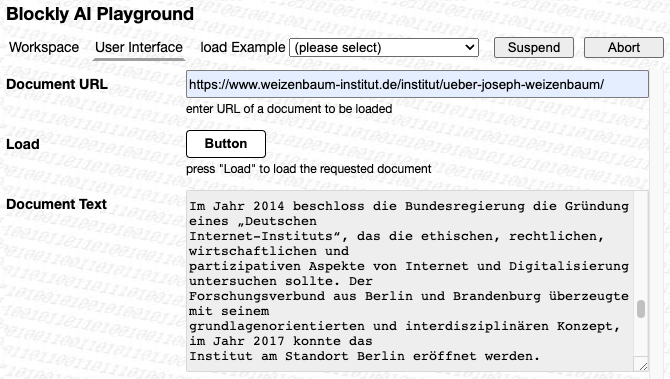 Blockly AI Playground
Workspace User Interface load Example (please select) Suspend Abort
Document URL https://www.weizenbaum-institut.de/institut/ueber-joseph-weizenbaum/
enter URL of a document to be loaded
Load Button
press "Load" to load the requested document
Document Text
Im Jahr 2014 beschloss die Bundesregierung die Gründung
eines „Deutschen
Internet-Instituts“, das die ethischen, rechtlichen,
wirtschaftlichen und
partizipativen Aspekte von Internet und Digitalisierung
untersuchen sollte. Der
Forschungsverbund aus Berlin und Brandenburg überzeugte
mit seinem
grundlagenorientierten und interdisziplinären Konzept,
im Jahr 2017 konnte das
Institut am Standort Berlin eröffnet werden.